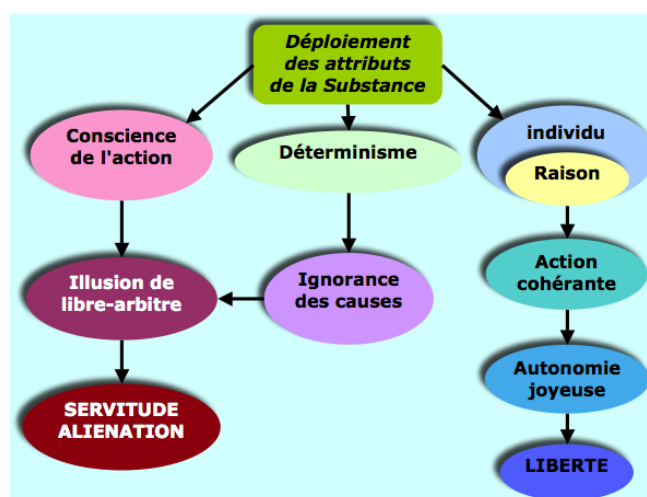 Déploiement
des attributs
de la Substance
Conscience
de l'action
Déterminisme
individu
Raison
Illusion de
libre-arbitre
Ignorance
des causes
Action
cohérante
SERVITUDE
ALIENATION
Autonomie
joyeuse
LIBERTE